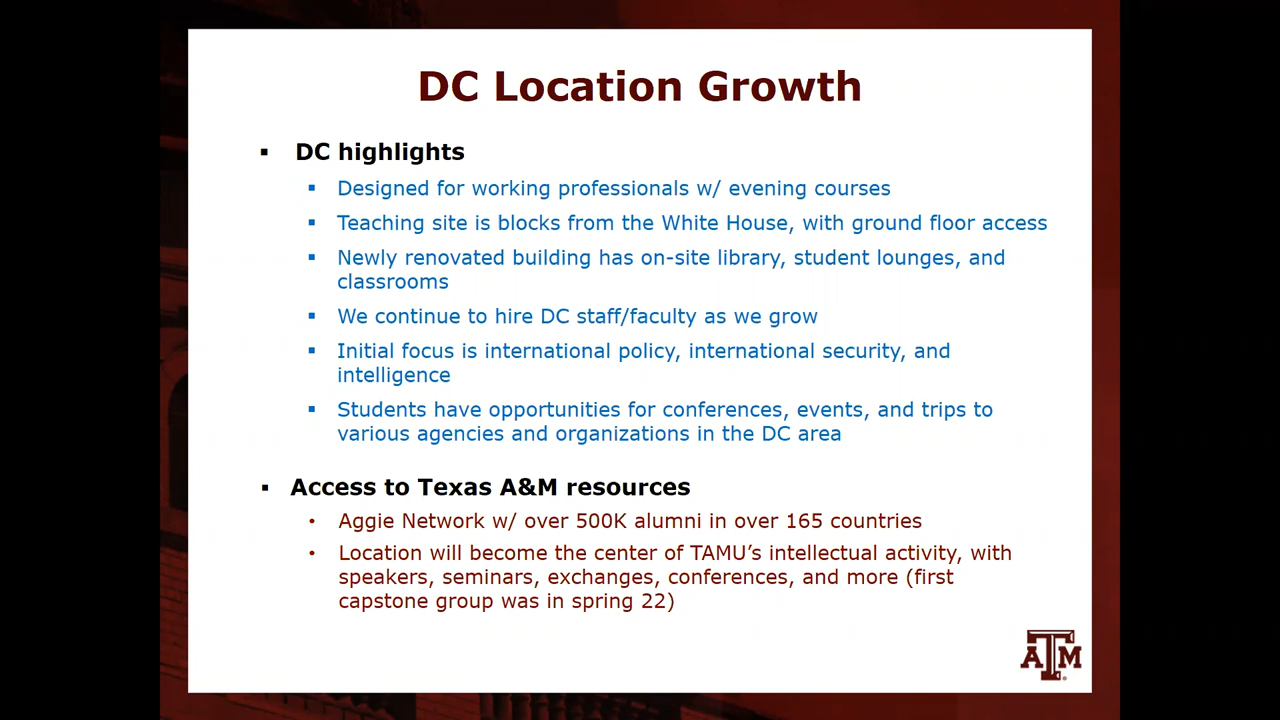 DC Location Growth
▪ DC highlights
▪ Designed for working professionals w/ evening courses
▪ Teaching site is blocks from the White House, with ground floor access
▪ Newly renovated building has on-site library, student lounges, and
classrooms
▪ We continue to hire DC staff/faculty as we grow
▪ Initial focus is international policy, international security, and
intelligence
▪ Students have opportunities for conferences, events, and trips to
various agencies and organizations in the DC area
▪ Access to Texas A&M resources
• Aggie Network w/ over 500K alumni in over 165 countries
• Location will become the center of TAMU’s intellectual activity, with
speakers, seminars, exchanges, conferences, and more (first
capstone group was in spring 22)
ATM